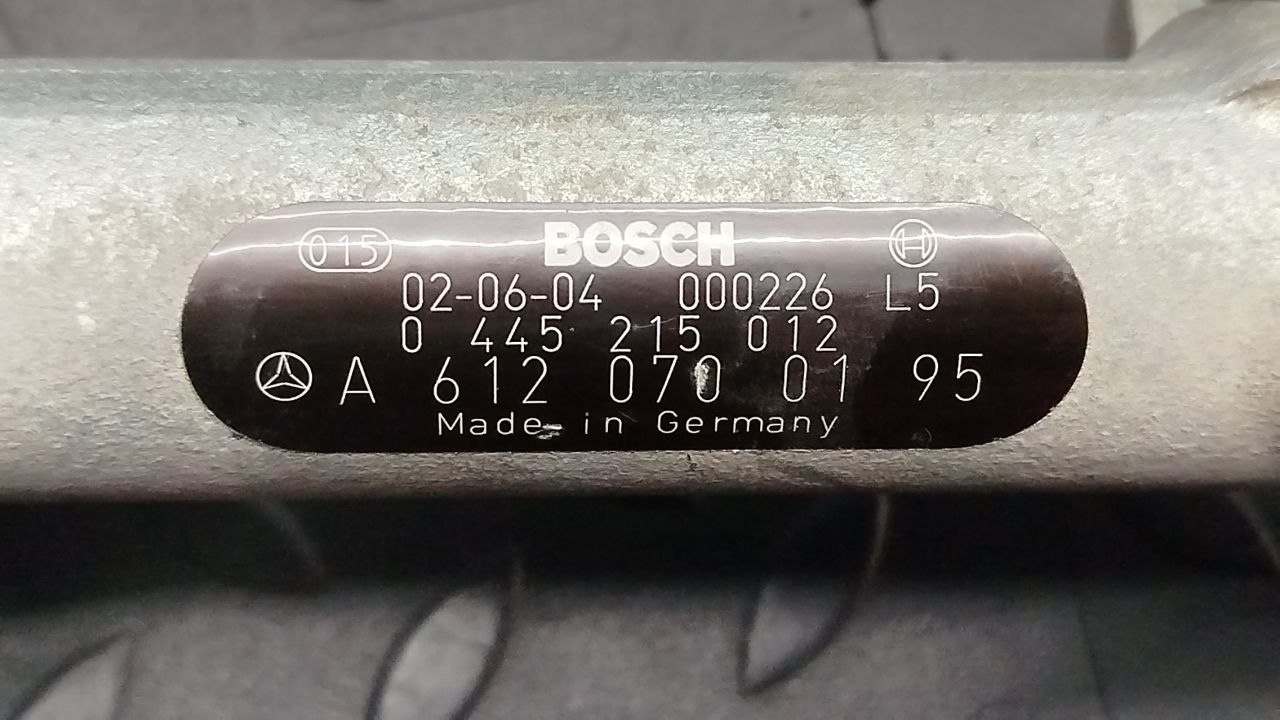 015 BOSCH
02-06-04 000226 L5
0 445 215 012
A 612 070 01 95
Made in Germany